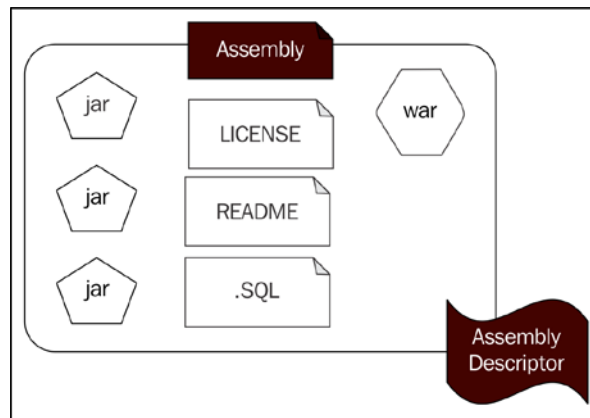 Assembly
jar
LICENSE
war
jar
README
jar
.SQL
Assembly
Descriptor